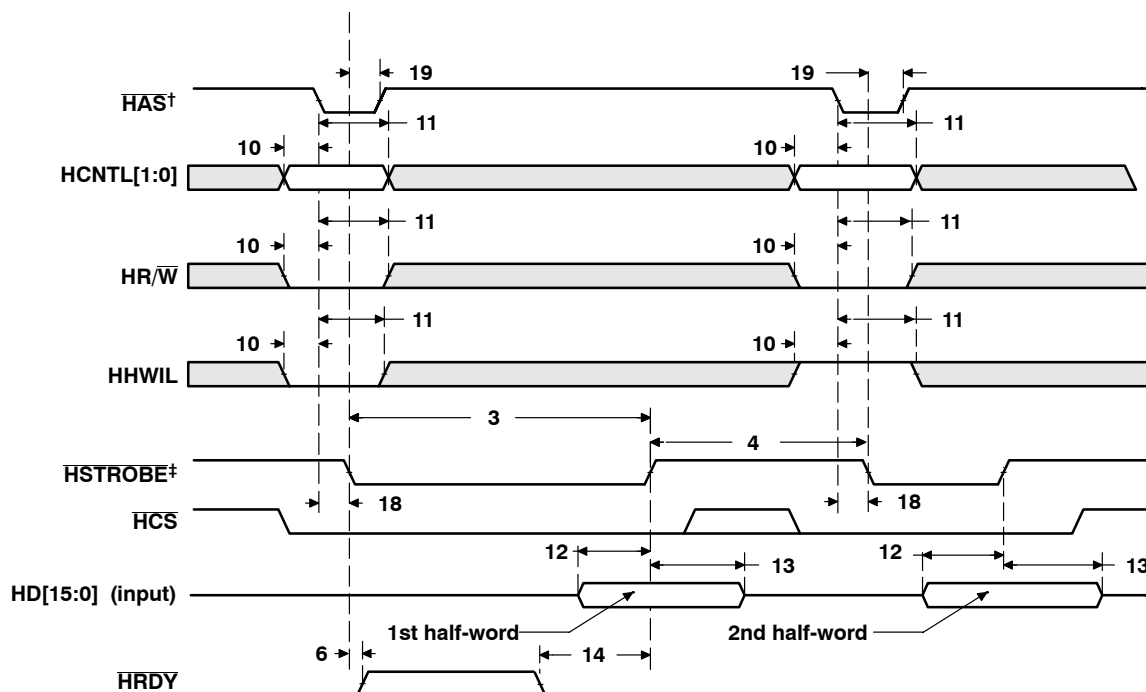 19 19
HAS†
11 11
10 10
HCNTL[1:0]
11 11
10 10
HR/W
11 11
10 10
HHWIL
3
4
HSTROBE‡
18 18
HCS
12 12
13 13
HD[15:0] (input)
1st half-word 2nd half-word
6 14
HRDY